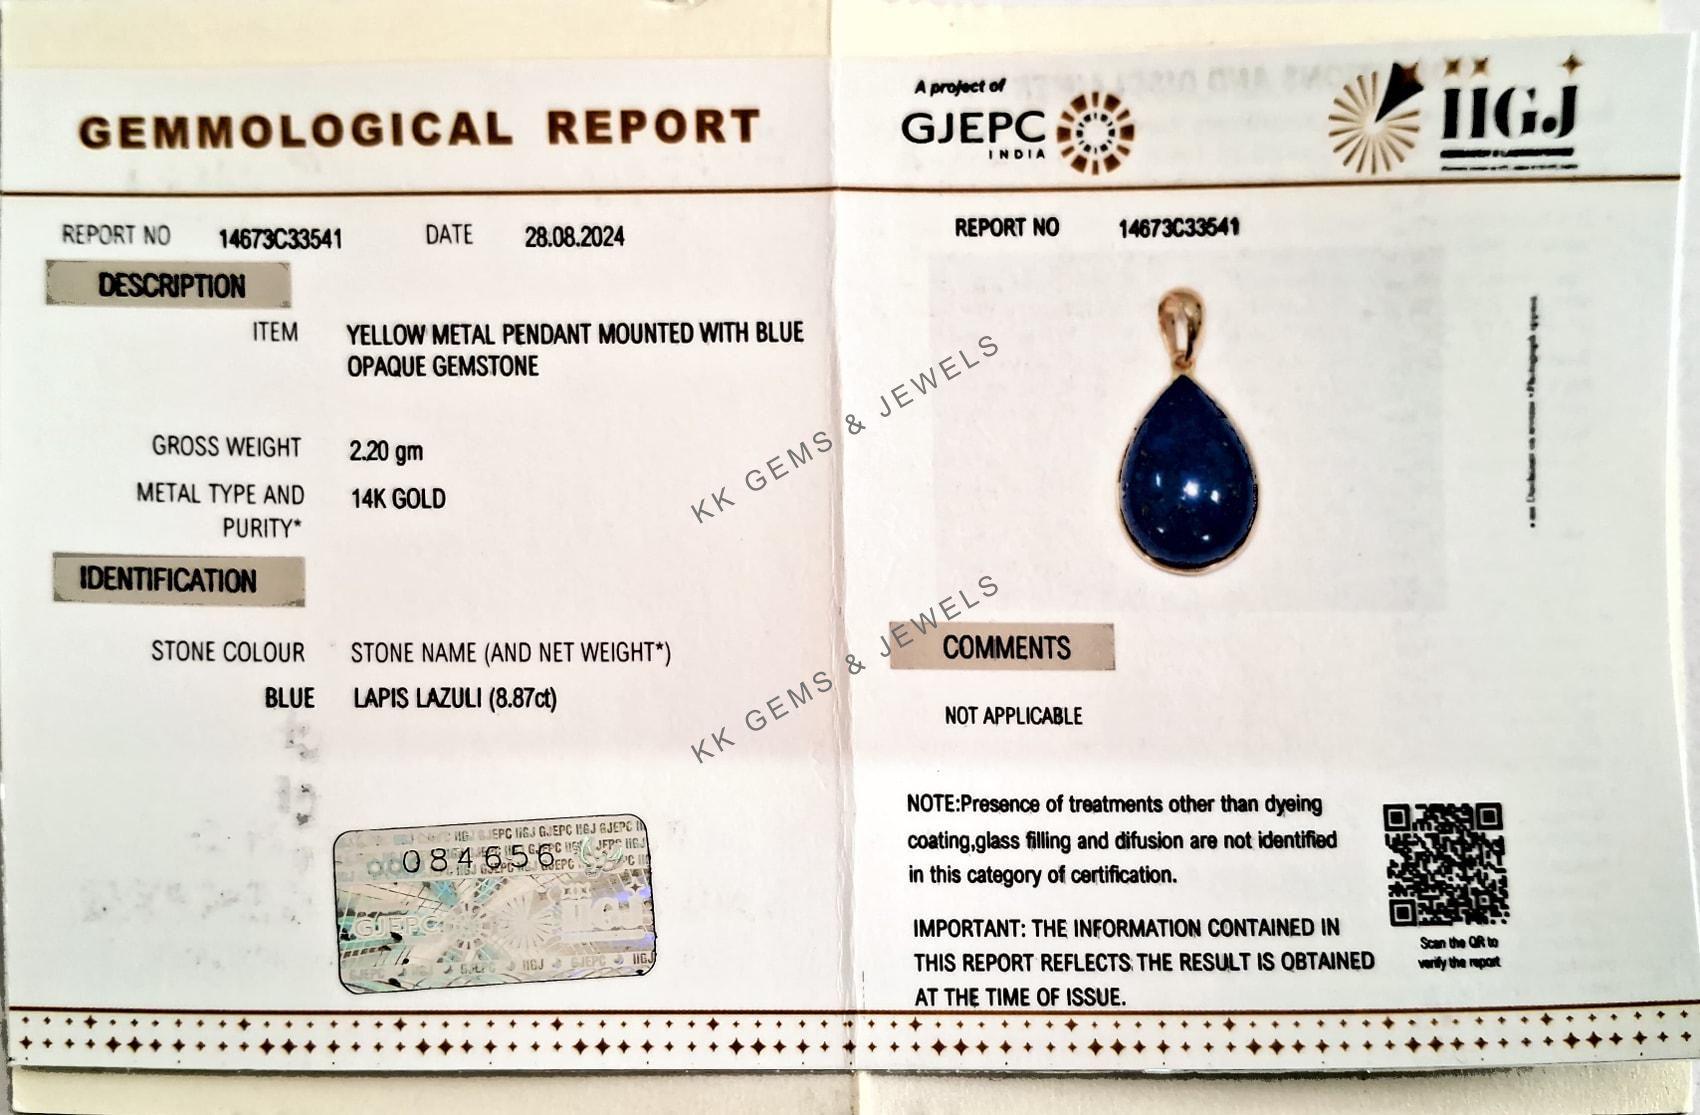 GEMMOLOGICAL REPORT
REPORT NO 14673C33541 DATE 28.08.2024
DESCRIPTION
ITEM YELLOW METAL PENDANT MOUNTED WITH BLUE
OPAQUE GEMSTONE
GROSS WEIGHT 2.20 gm
METAL TYPE AND 14K GOLD
PURITY*
IDENTIFICATION
STONE COLOUR STONE NAME (AND NET WEIGHT*)
BLUE LAPIS LAZULI (8.87ct)
084656
GJEPC
IIGJ
A project of
GJEPC
INDIA
IIGJ
REPORT NO 14673C33541
COMMENTS
NOT APPLICABLE
NOTE:Presence of treatments other than dyeing
coating,glass filling and difusion are not identified
in this category of certification.
IMPORTANT: THE INFORMATION CONTAINED IN
THIS REPORT REFLECTS THE RESULT IS OBTAINED
AT THE TIME OF ISSUE.
Scan the QR to
verify the report
KK GEMS & JEWELS
KK GEMS & JEWELS